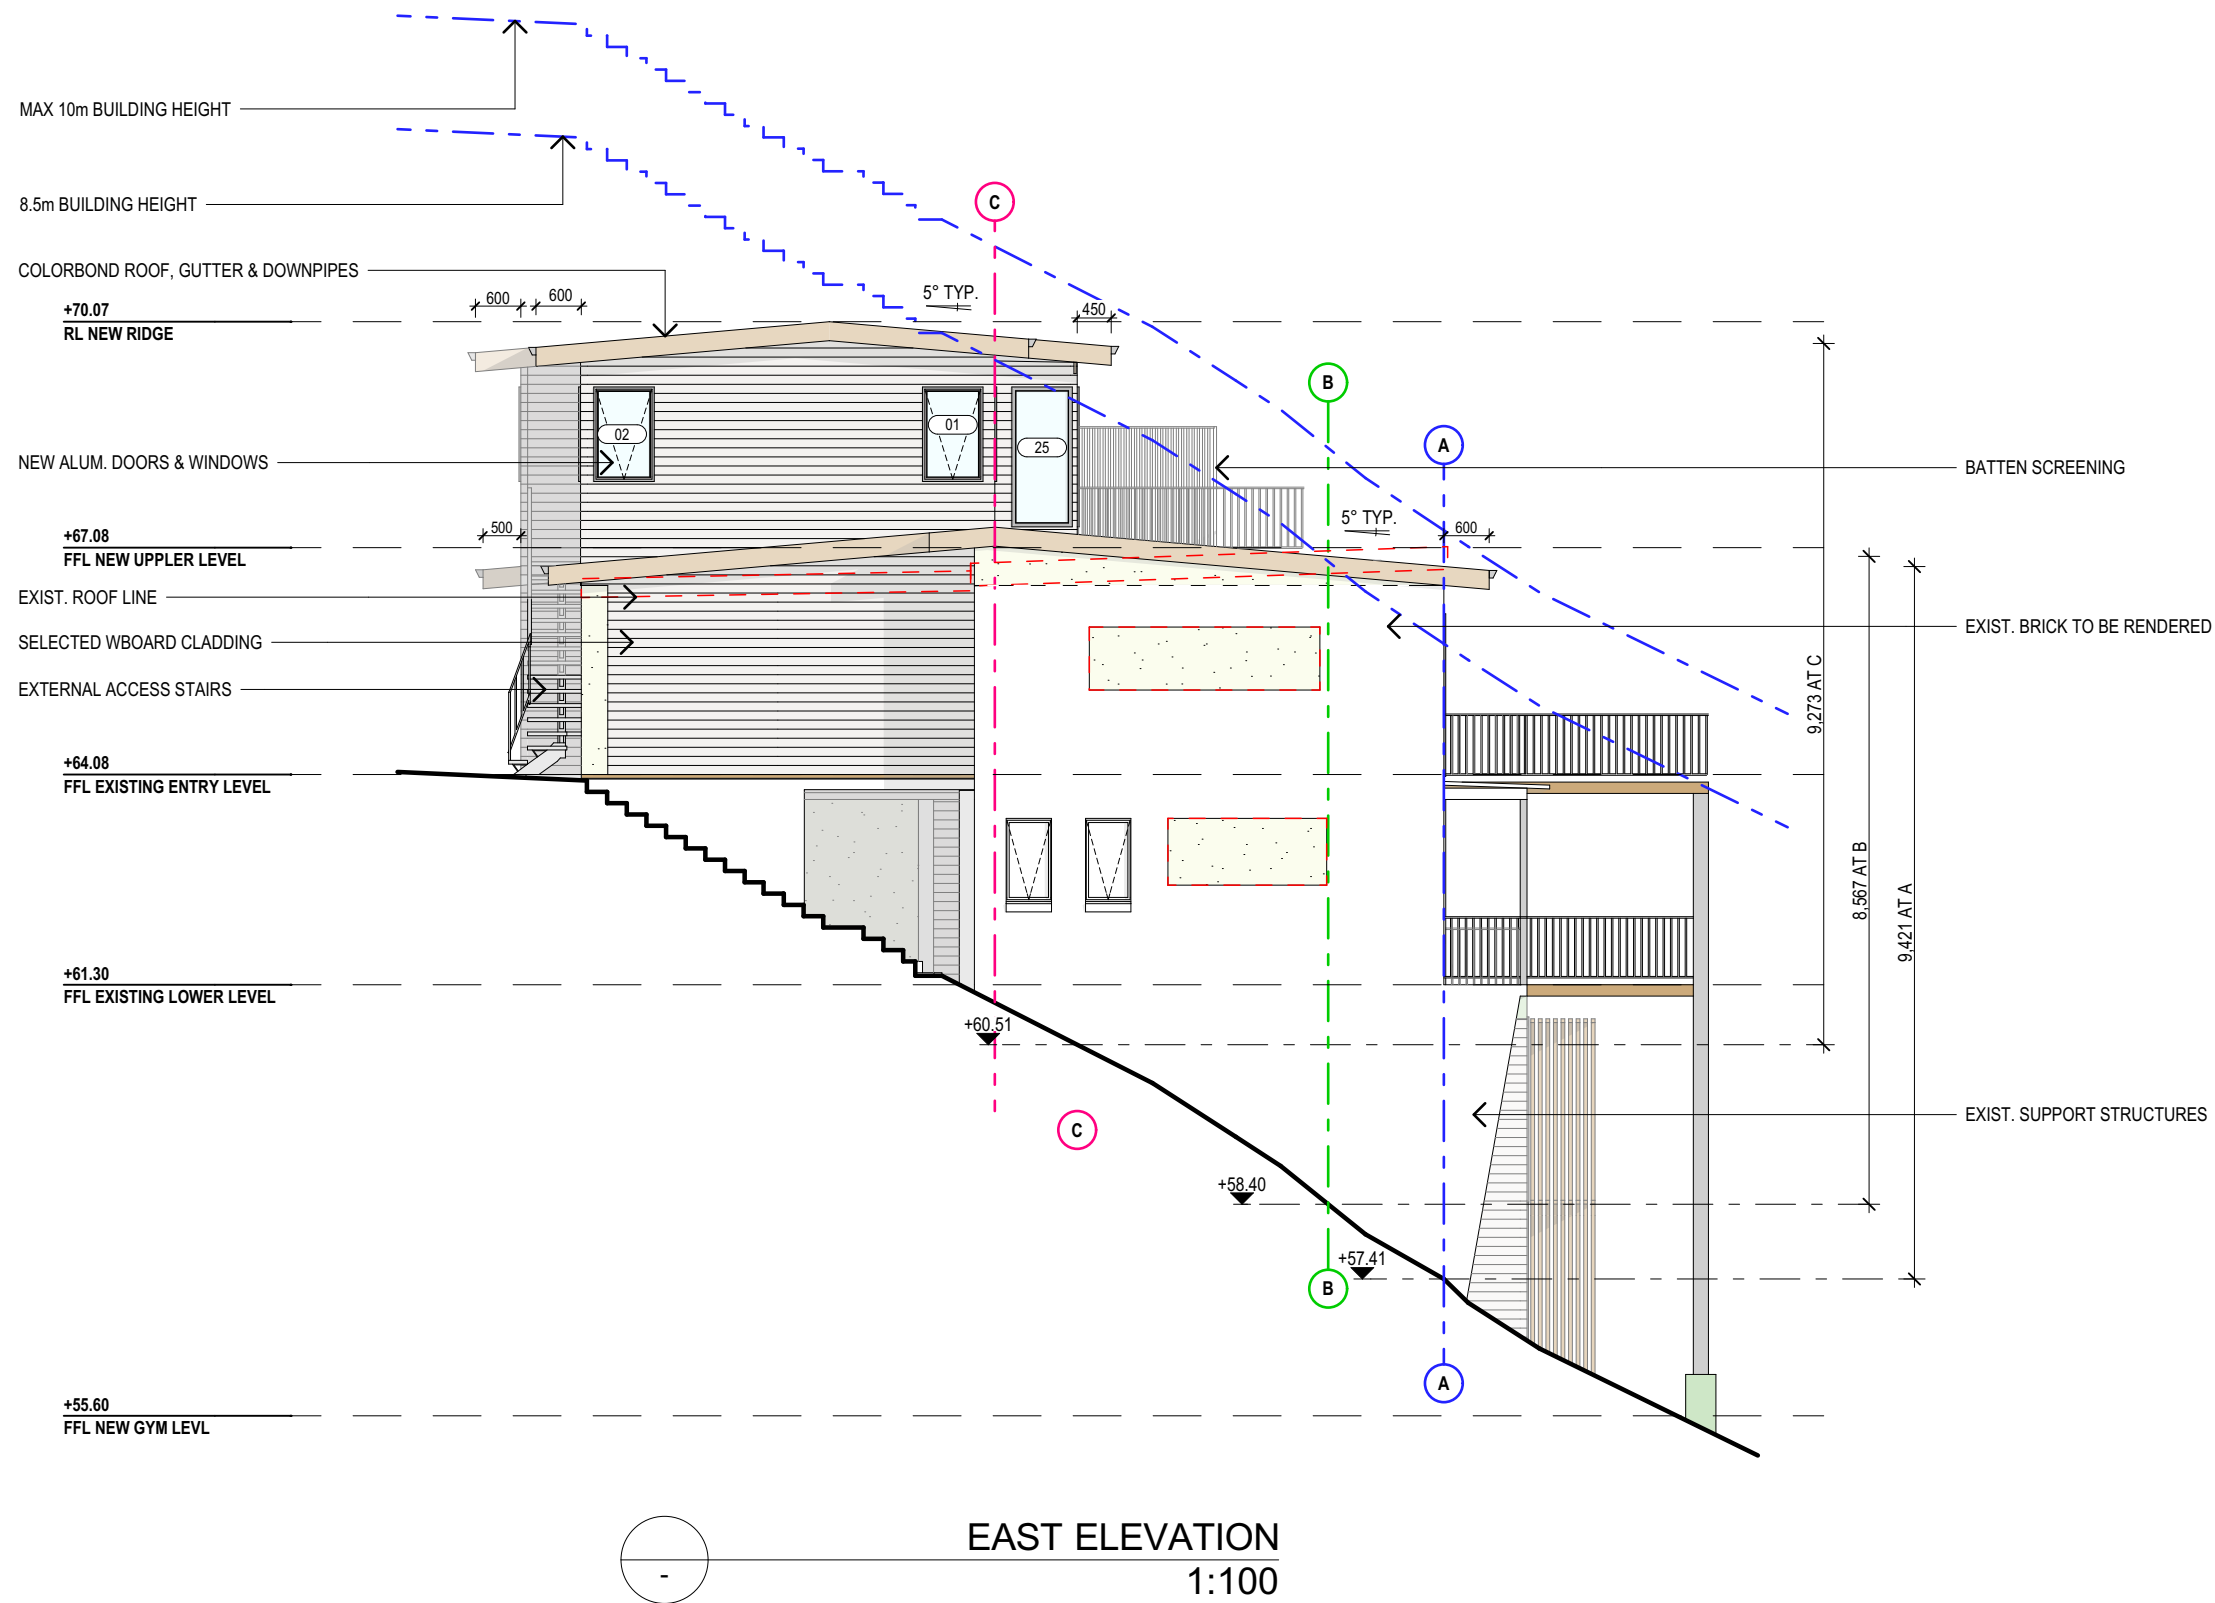 MAX 10m BUILDING HEIGHT
8.5m BUILDING HEIGHT
C
COLORBOND ROOF, GUTTER & DOWNPIPES
600
600
5° TYP.
450
+70.07
RL NEW RIDGE
B
A
02
01
25
NEW ALUM. DOORS & WINDOWS
BATTEN SCREENING
500
5° TYP.
600
+67.08
FFL NEW UPPLER LEVEL
EXIST. ROOF LINE
EXIST. BRICK TO BE RENDERED
SELECTED WBOARD CLADDING
EXTERNAL ACCESS STAIRS
9,273 AT C
+64.08
FFL EXISTING ENTRY LEVEL
8,567 AT B
9,421 AT A
+61.30
FFL EXISTING LOWER LEVEL
+60.51
C
EXIST. SUPPORT STRUCTURES
+58.40
+57.41
B
A
+55.60
FFL NEW GYM LEVL
EAST ELEVATION
-
1:100